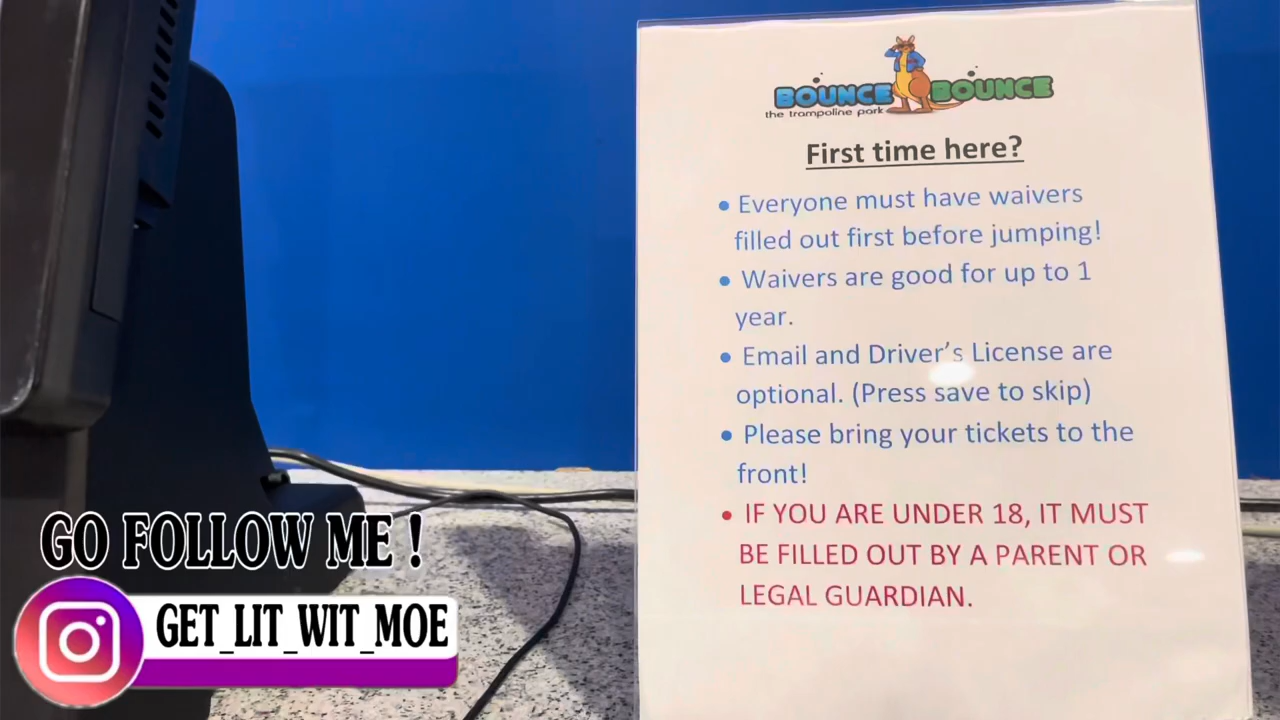 BOUNCE BOUNCE
the trampoline park
First time here?
• Everyone must have waivers
filled out first before jumping!
• Waivers are good for up to 1
year.
• Email and Driver's License are
optional. (Press save to skip)
• Please bring your tickets to the
front!
• IF YOU ARE UNDER 18, IT MUST
BE FILLED OUT BY A PARENT OR
LEGAL GUARDIAN.
GO FOLLOW ME !
GET_LIT_WIT_MOE